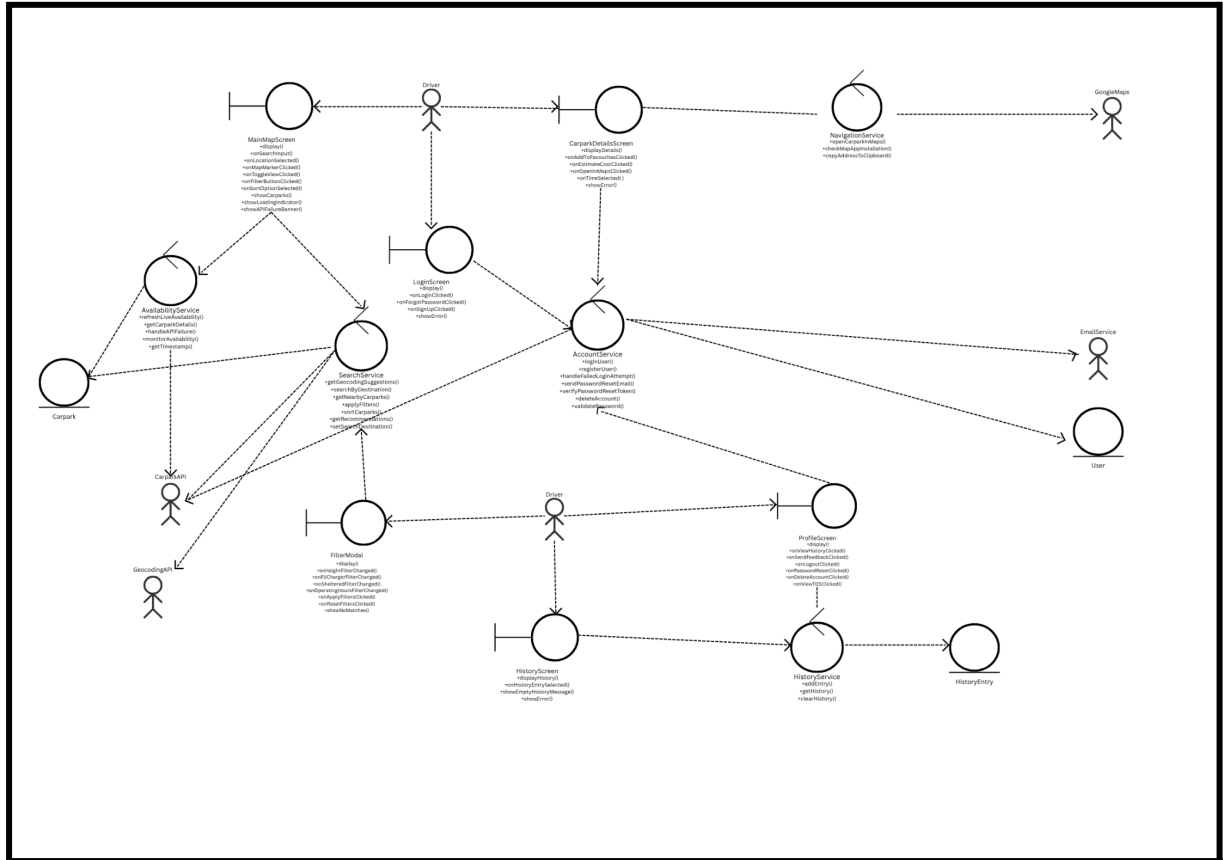 Driver
GoogleMaps
MainMapScreen
+display()
+onSearchInput()
+onLocationSelected()
+onMapMarkerClicked()
+onToggleViewClicked()
+onFilterButtonClicked()
+onSortOptionSelected()
+showCarparks()
+showLoadingIndicator()
+showAPIFailureBanner()
CarparkDetailsScreen
+displayDetails()
+onAddToFavouritesClicked()
+onEstimateCostClicked()
+onOpenInMapsClicked()
+onTimeSelected( )
+showError()
NavigationService
+openCarparkInMaps()
+checkMapAppInstallation()
+copyAddressToClipboard()
LoginScreen
+display()
+onLoginClicked()
+onForgotPasswordClicked()
+onSignUpClicked()
+showError()
AvailabilityService
+refreshLiveAvailability()
+getCarparkDetails()
+handleAPIFailure()
+monitorAvailability()
+getTimestamp()
SearchService
+getGeocodingSuggestions()
+searchByDestination()
+getNearbyCarparks()
+applyFilters()
+sortCarparks()
+getRecommendations()
+setSearchDestination()
AccountService
+loginUser()
+registerUser()
+handleFailedLoginAttempt()
+sendPasswordResetEmail()
+verifyPasswordResetToken()
+deleteAccount()
+validatePassword()
EmailService
Carpark
User
CarparkAPI
Driver
GeocodingAPI
FilterModal
+display()
+onHeightFilterChanged()
+onEVChargerFilterChanged()
+onShelteredFilterChanged()
+onOperatingHoursFilterChanged()
+onApplyFiltersClicked()
+onResetFiltersClicked()
+showNoMatches()
ProfileScreen
+display()
+onViewHistoryClicked()
+onSendFeedbackClicked()
+onLogoutClicked()
+onPasswordResetClicked()
+onDeleteAccountClicked()
+onViewTOSClicked()
HistoryScreen
+displayHistory()
+onHistoryEntrySelected()
+showEmptyHistoryMessage()
+showError()
HistoryService
+addEntry()
+getHistory()
+clearHistory()
HistoryEntry